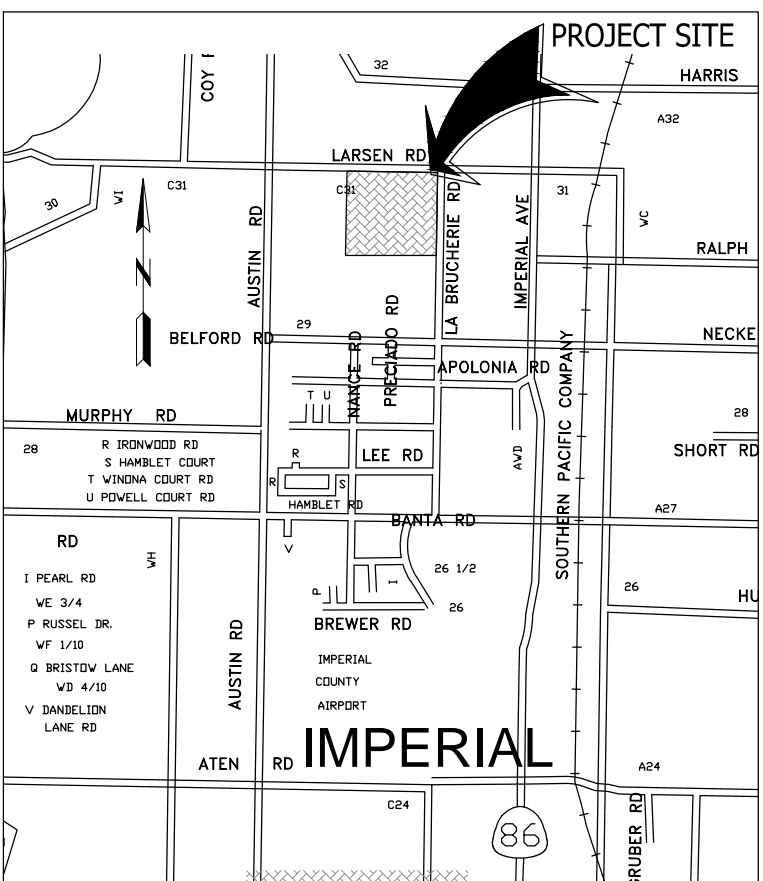 PROJECT SITE
32
HARRIS
COY
A32
LARSEN RD
C31
C31
31
30
WI
WC
AUSTIN RD
LA BRUCHERIE RD
IMPERIAL AVE
RALPH
N
29
BELFORD RD
NANCE RD
PRECIADO RD
NECKE
APOLONIA RD
SOUTHERN PACIFIC COMPANY
T U
MURPHY RD
28
28
R IRONWOOD RD
S HAMBLET COURT
T WINONA COURT RD
U POWELL COURT RD
R
LEE RD
AWD
SHORT RD
R
S
HAMBLET RD
A27
BANTA RD
RD
WH
V
I PEARL RD
WE 3/4
P RUSSEL DR.
WF 1/10
Q BRISTOW LANE
WD 4/10
V DANDELION
LANE RD
26 1/2
I
P
26
26
HU
BREWER RD
AUSTIN RD
IMPERIAL
COUNTY
AIRPORT
IMPERIAL
ATEN RD
A24
C24
86
GRUBER RD